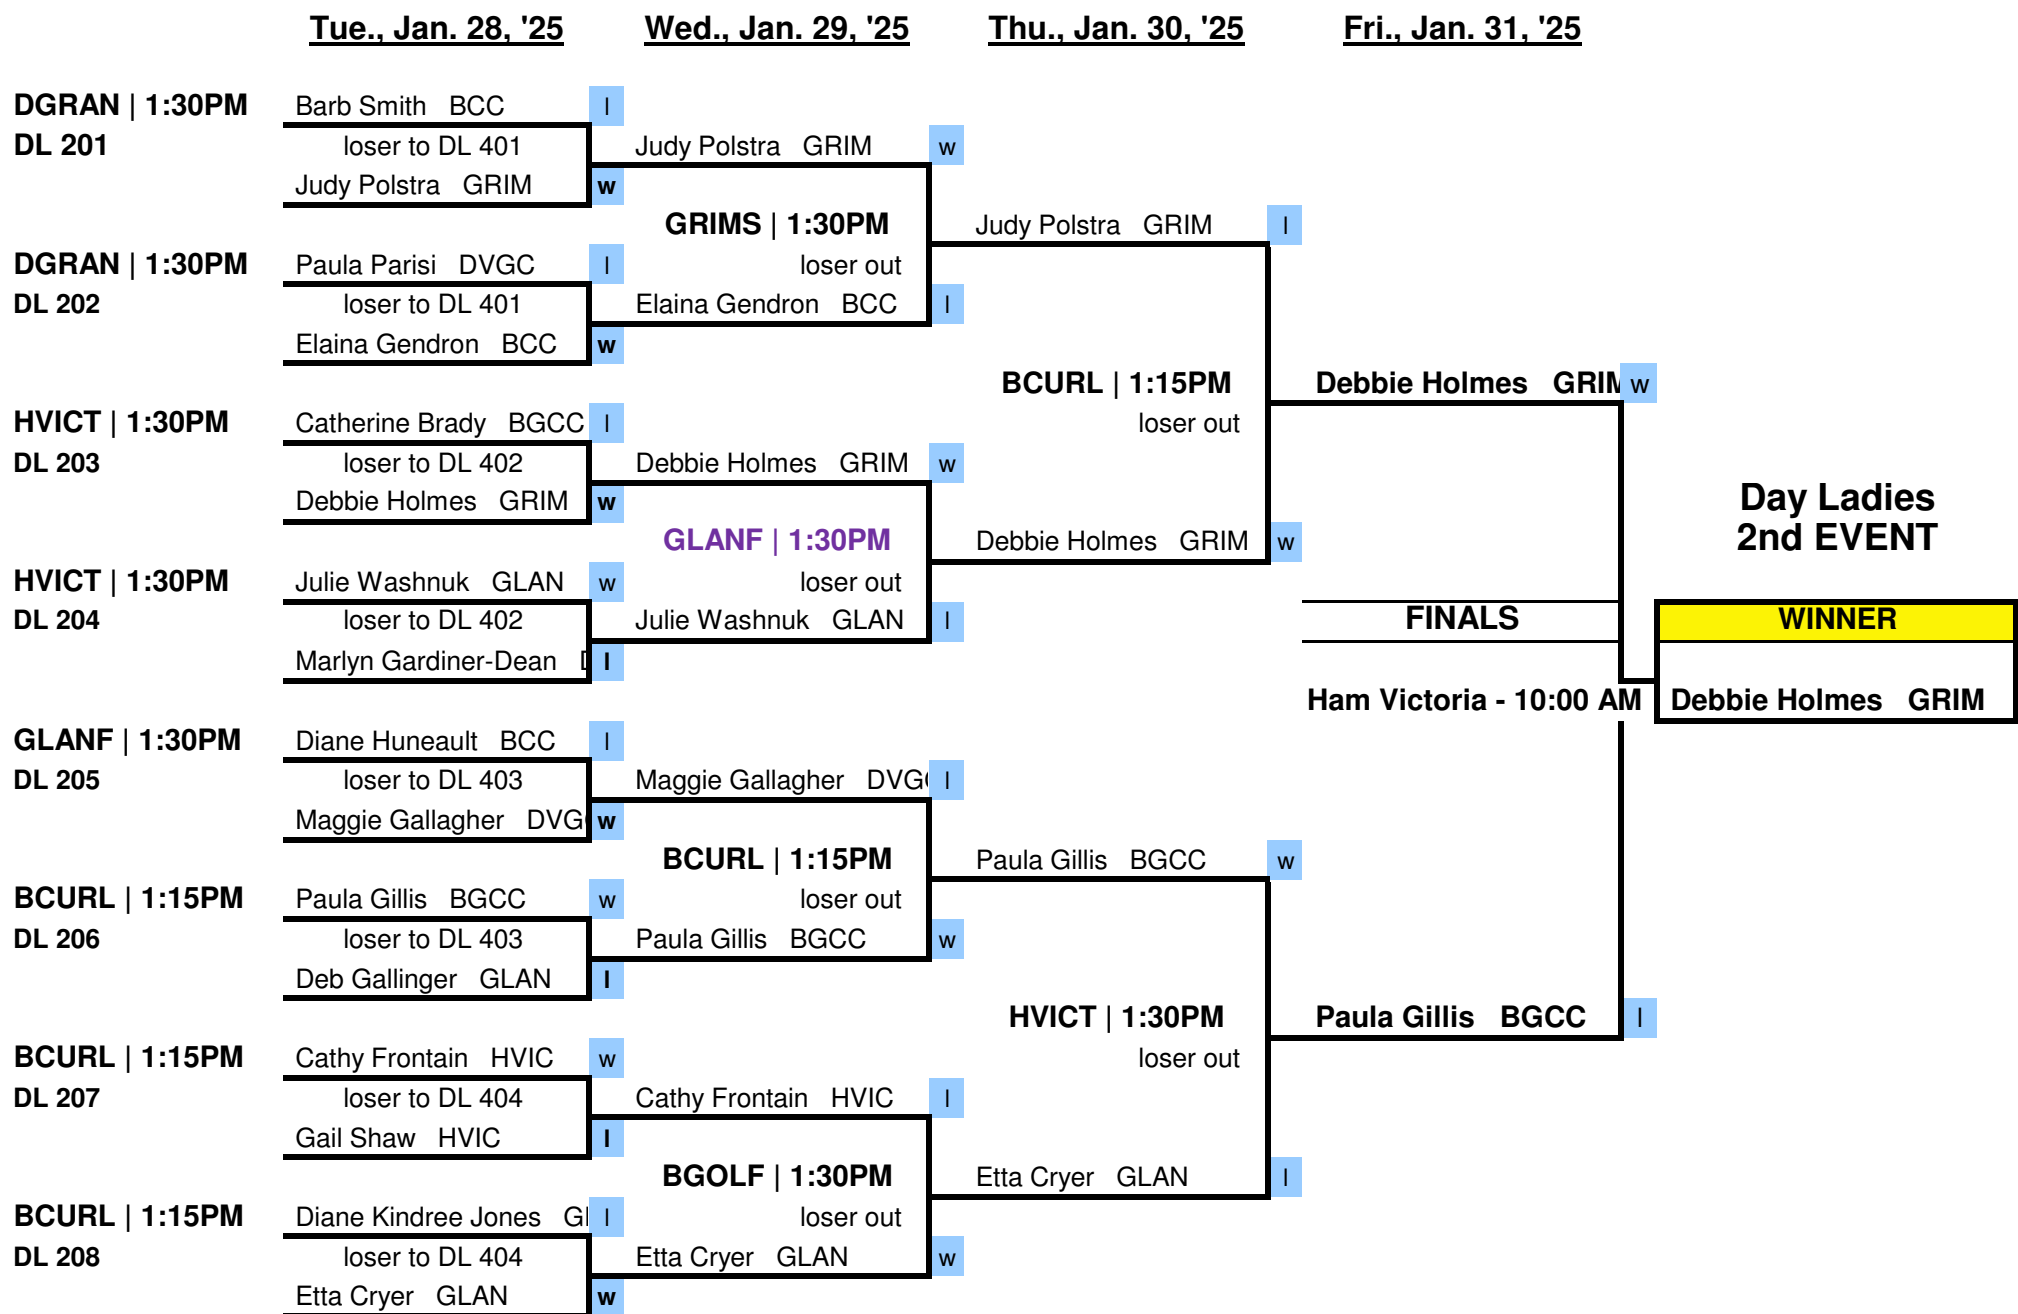 Tue., Jan. 28, '25 Wed., Jan. 29, '25 Thu., Jan. 30, '25 Fri., Jan. 31, '25
DGRAN | 1:30PM Barb Smith BCC l
DL 201 loser to DL 401 Judy Polstra GRIM w
Judy Polstra GRIM w
GRIMS | 1:30PM Judy Polstra GRIM l
DGRAN | 1:30PM Paula Parisi DVGC l loser out
DL 202 loser to DL 401 Elaina Gendron BCC l
Elaina Gendron BCC w
BCURL | 1:15PM Debbie Holmes GRIM w
HVICT | 1:30PM Catherine Brady BGCC l loser out
DL 203 loser to DL 402 Debbie Holmes GRIM w
Debbie Holmes GRIM w Day Ladies
GLANF | 1:30PM Debbie Holmes GRIM w 2nd EVENT
HVICT | 1:30PM Julie Washnuk GLAN w loser out
DL 204 loser to DL 402 Julie Washnuk GLAN l FINALS WINNER
Marlyn Gardiner-Dean l
Ham Victoria - 10:00 AM Debbie Holmes GRIM
GLANF | 1:30PM Diane Huneault BCC l
DL 205 loser to DL 403 Maggie Gallagher DVG l
Maggie Gallagher DVG w
BCURL | 1:15PM Paula Gillis BGCC w
BCURL | 1:15PM Paula Gillis BGCC w loser out
DL 206 loser to DL 403 Paula Gillis BGCC w
Deb Gallinger GLAN l
HVICT | 1:30PM Paula Gillis BGCC l
BCURL | 1:15PM Cathy Frontain HVIC w loser out
DL 207 loser to DL 404 Cathy Frontain HVIC l
Gail Shaw HVIC l
BGOLF | 1:30PM Etta Cryer GLAN l
BCURL | 1:15PM Diane Kindree Jones Gl l loser out
DL 208 loser to DL 404 Etta Cryer GLAN w
Etta Cryer GLAN w